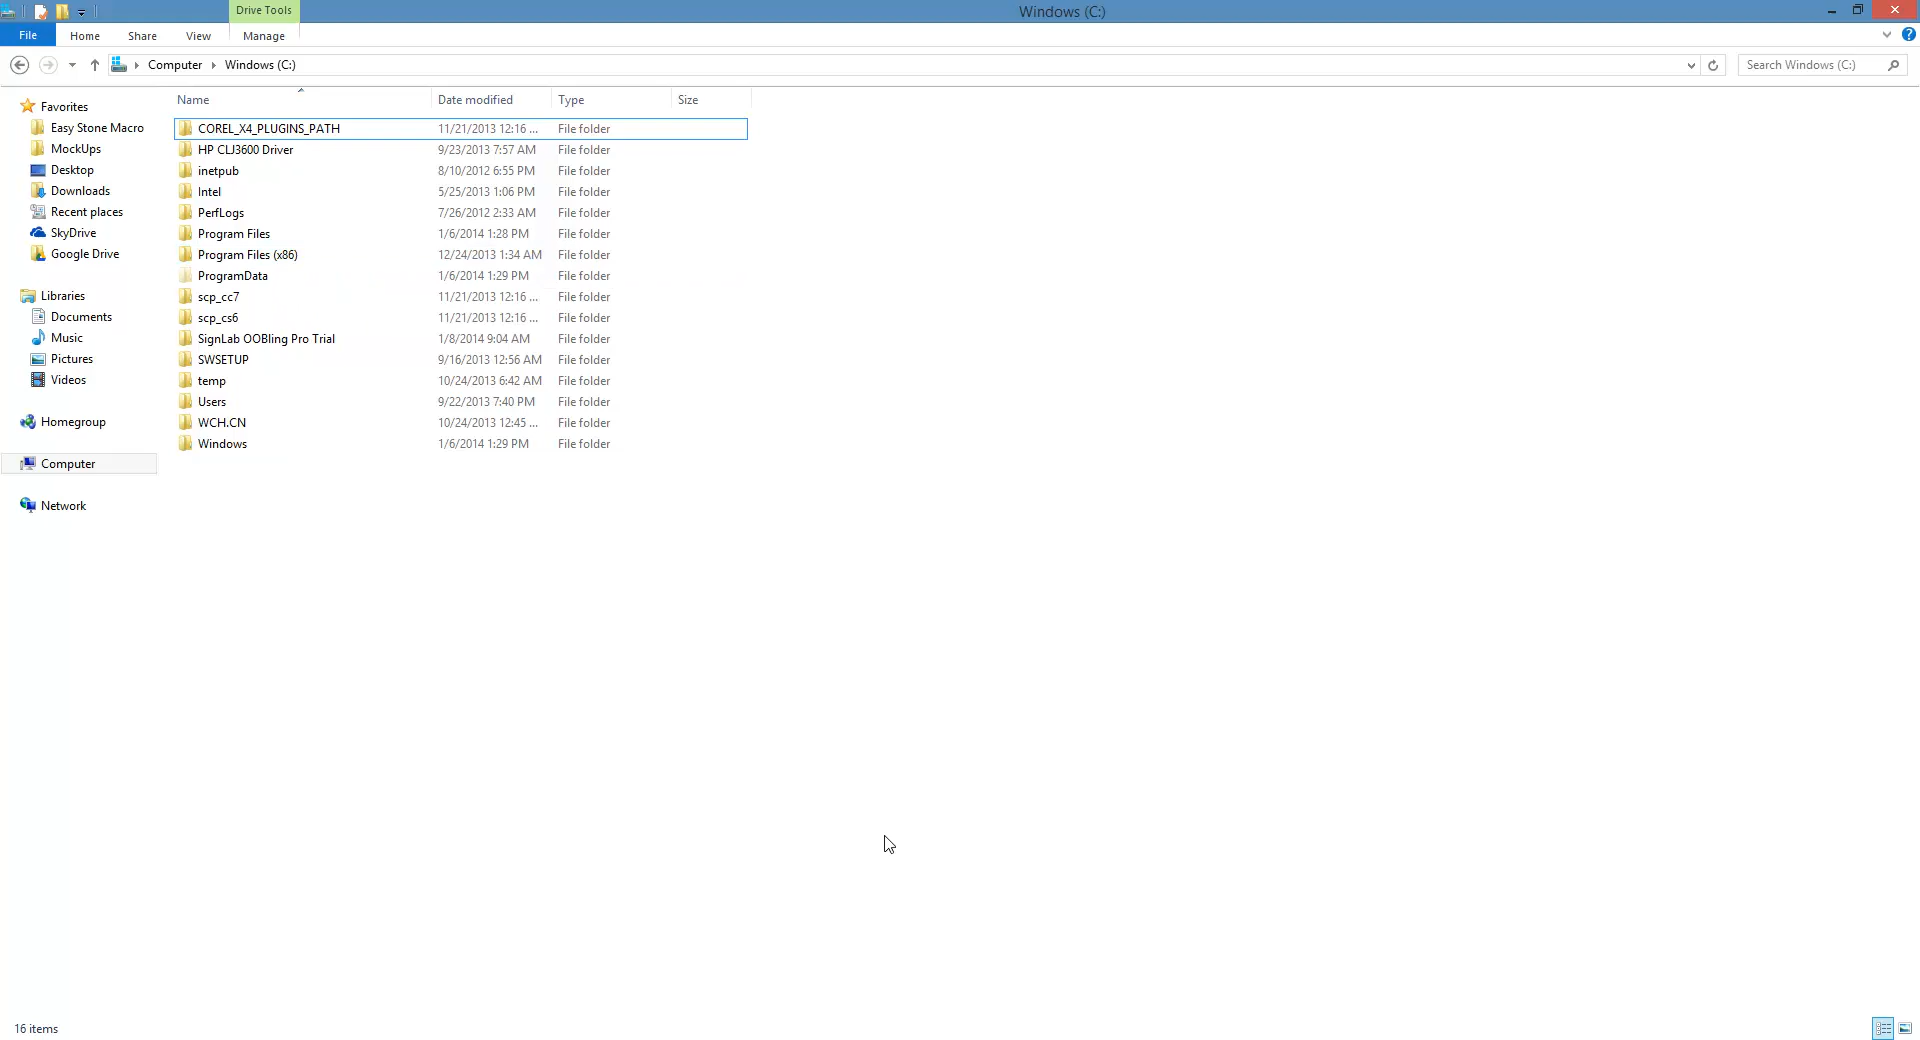 Drive Tools
Windows (C:)
File Home Share View Manage
Computer Windows (C:) Search Windows (C:)
Name Date modified Type Size
Favorites
Easy Stone Macro
MockUps
Desktop
Downloads
Recent places
SkyDrive
Google Drive
Libraries
Documents
Music
Pictures
Videos
Homegroup
Computer
Network
COREL_X4_PLUGINS_PATH 11/21/2013 12:16 ... File folder
HP CLJ3600 Driver 9/23/2013 7:57 AM File folder
inetpub 8/10/2012 6:55 PM File folder
Intel 5/25/2013 1:06 PM File folder
PerfLogs 7/26/2012 2:33 AM File folder
Program Files 1/6/2014 1:28 PM File folder
Program Files (x86) 12/24/2013 1:34 AM File folder
ProgramData 1/6/2014 1:29 PM File folder
scp_cc7 11/21/2013 12:16 ... File folder
scp_cs6 11/21/2013 12:16 ... File folder
SignLab OOBling Pro Trial 1/8/2014 9:04 AM File folder
SWSETUP 9/16/2013 12:56 AM File folder
temp 10/24/2013 6:42 AM File folder
Users 9/22/2013 7:40 PM File folder
WCH.CN 10/24/2013 12:45 ... File folder
Windows 1/6/2014 1:29 PM File folder
16 items